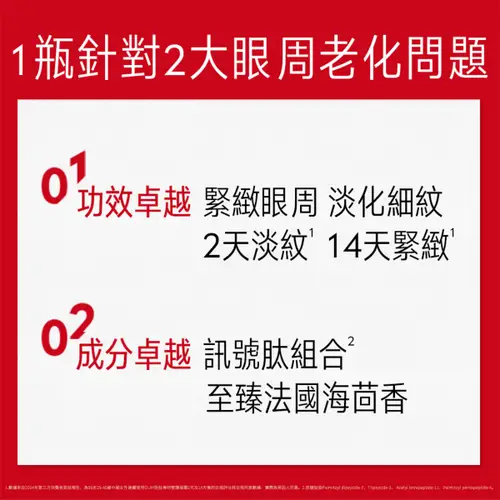 1瓶針對2大眼周老化問題
01
功效卓越 緊緻眼周 淡化細紋
2天淡紋¹ 14天緊緻¹
02
成分卓越 訊號肽組合²
至臻法國海茴香